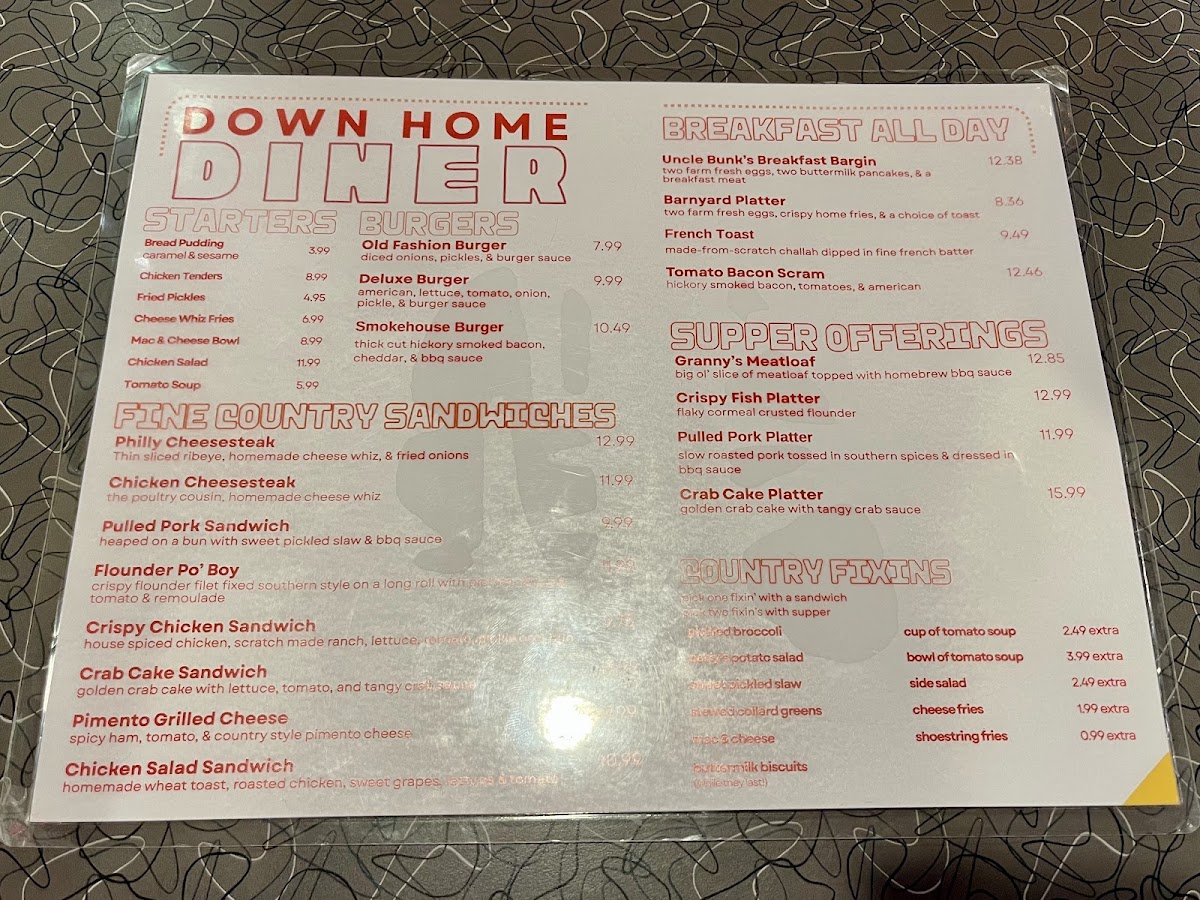 DOWN HOME
DINER
STARTERS
Bread Pudding 3.99
caramel & sesame
Chicken Tenders 8.99
Fried Pickles 4.95
Cheese Whiz Fries 6.99
Mac & Cheese Bowl 8.99
Chicken Salad 11.99
Tomato Soup 5.99
BURGERS
Old Fashion Burger 7.99
diced onions, pickles, & burger sauce
Deluxe Burger 9.99
american, lettuce, tomato, onion,
pickle, & burger sauce
Smokehouse Burger 10.49
thick cut hickory smoked bacon,
cheddar, & bbq sauce
FINE COUNTRY SANDWICHES
Philly Cheesesteak 12.99
Thin sliced ribeye, homemade cheese whiz, & fried onions
Chicken Cheesesteak 11.99
the poultry cousin, homemade cheese whiz
Pulled Pork Sandwich 9.99
heaped on a bun with sweet pickled slaw & bbq sauce
Flounder Po' Boy
crispy flounder filet fixed southern style on a long roll with
tomato & remoulade
Crispy Chicken Sandwich
house spiced chicken, scratch made ranch, lettuce,
Crab Cake Sandwich
golden crab cake with lettuce, tomato, and tangy crab sauce
Pimento Grilled Cheese
spicy ham, tomato, & country style pimento cheese
Chicken Salad Sandwich 10.99
homemade wheat toast, roasted chicken, sweet grapes, lettuce & tomato
BREAKFAST ALL DAY
Uncle Bunk's Breakfast Bargin 12.38
two farm fresh eggs, two buttermilk pancakes, & a
breakfast meat
Barnyard Platter 8.36
two farm fresh eggs, crispy home fries, & a choice of toast
French Toast 9.49
made-from-scratch challah dipped in fine french batter
Tomato Bacon Scram 12.46
hickory smoked bacon, tomatoes, & american
SUPPER OFFERINGS
Granny's Meatloaf 12.85
big ol' slice of meatloaf topped with homebrew bbq sauce
Crispy Fish Platter 12.99
flaky cormeal crusted flounder
Pulled Pork Platter 11.99
slow roasted pork tossed in southern spices & dressed in
bbq sauce
Crab Cake Platter 15.99
golden crab cake with tangy crab sauce
COUNTRY FIXINS
pick one fixin' with a sandwich
pick two fixin's with supper
broccoli
potato salad
pickled slaw
stewed collard greens
mac & cheese
buttermilk biscuits
(while they last!)
cup of tomato soup 2.49 extra
bowl of tomato soup 3.99 extra
side salad 2.49 extra
cheese fries 1.99 extra
shoestring fries 0.99 extra